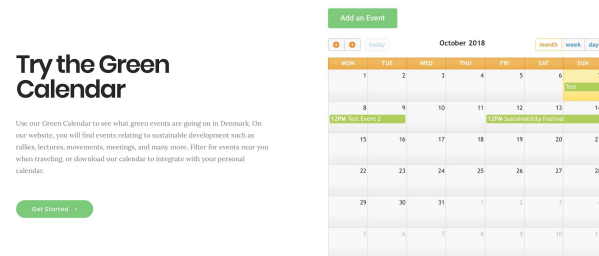 Try the Green
Calendar
Use our Green Calendar to see what green events are going on in Denmark. On
our website, you will find events relating to sustainable development such as
rallies, lectures, movements, meetings, and many more. Filter for events near you
when traveling, or download our calendar to integrate with your personal
calendar.
Get Started
Add an Event
today
October 2018
month week day
MON TUE WED THU FRI SAT SUN
1 2 3 4 5 6
Test
8 9 10 11 12 13
12PM Test Event 2 12PM Sustainability Festival
15 16 17 18 19 20
22 23 24 25 26 27
29 30 31 1 2 3
5 6 7 8 9 10